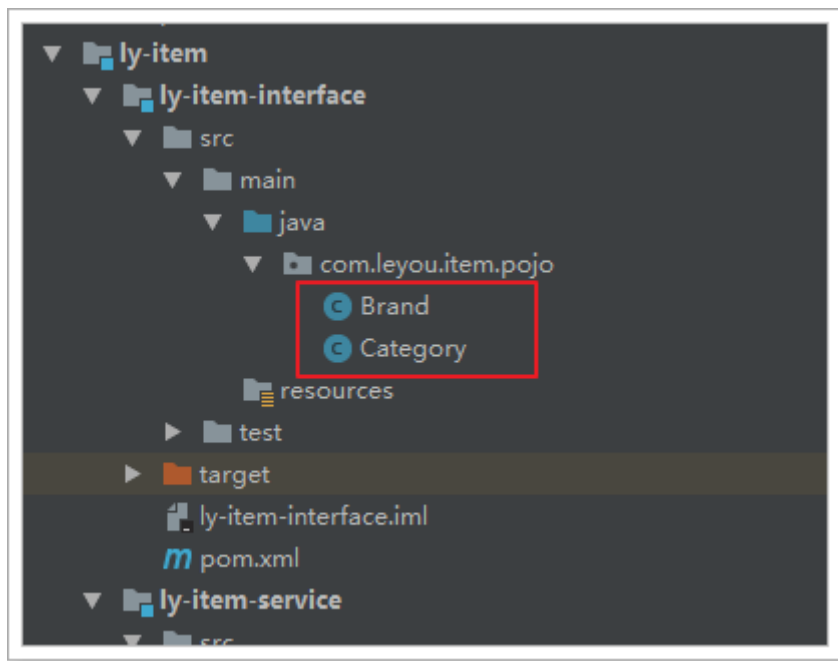 ly-item
ly-item-interface
src
main
java
com.leyou.item.pojo
Brand
Category
resources
test
target
ly-item-interface.iml
pom.xml
ly-item-service
src